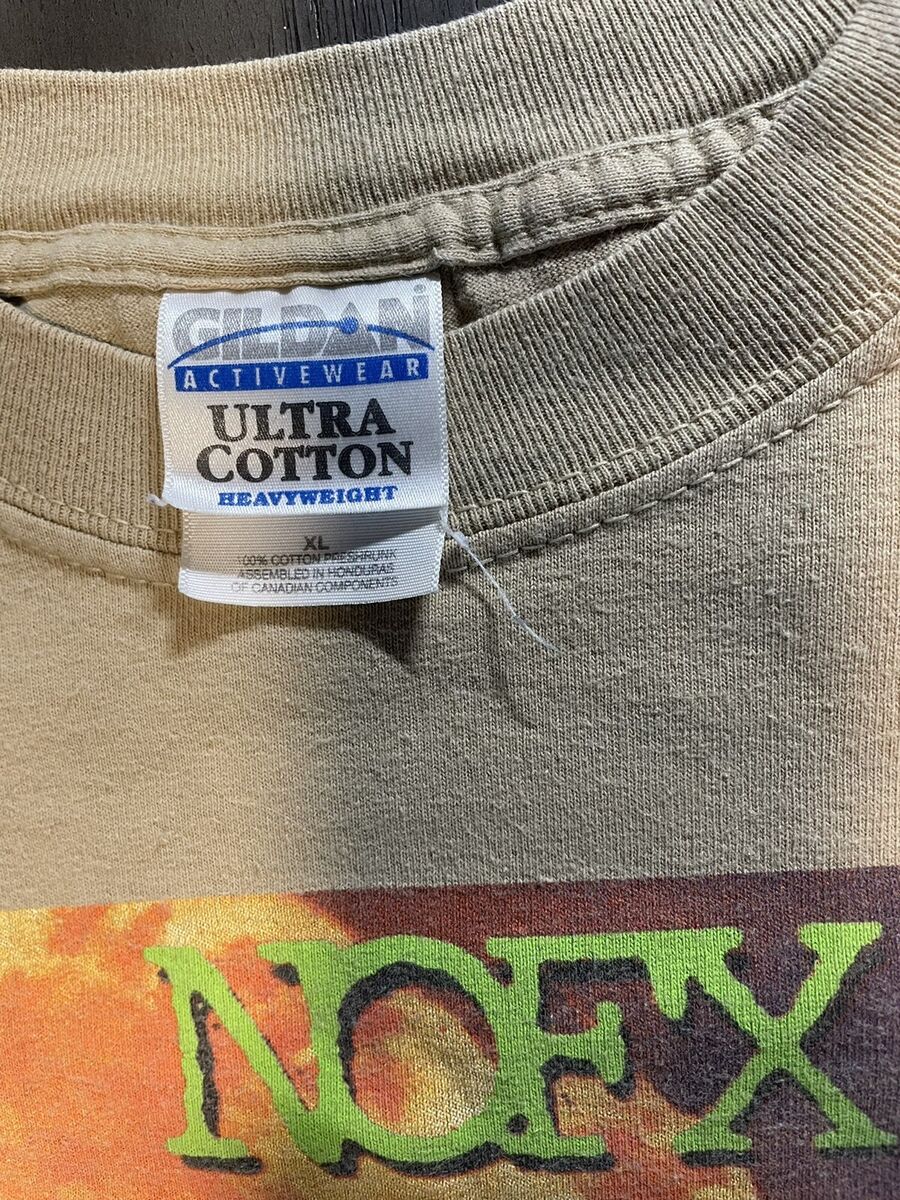 GILDAN
ACTIVEWEAR
ULTRA
COTTON
HEAVYWEIGHT
XL
100% COTTON PRESHRUNK
ASSEMBLED IN HONDURAS
OF CANADIAN COMPONENTS
NOFX